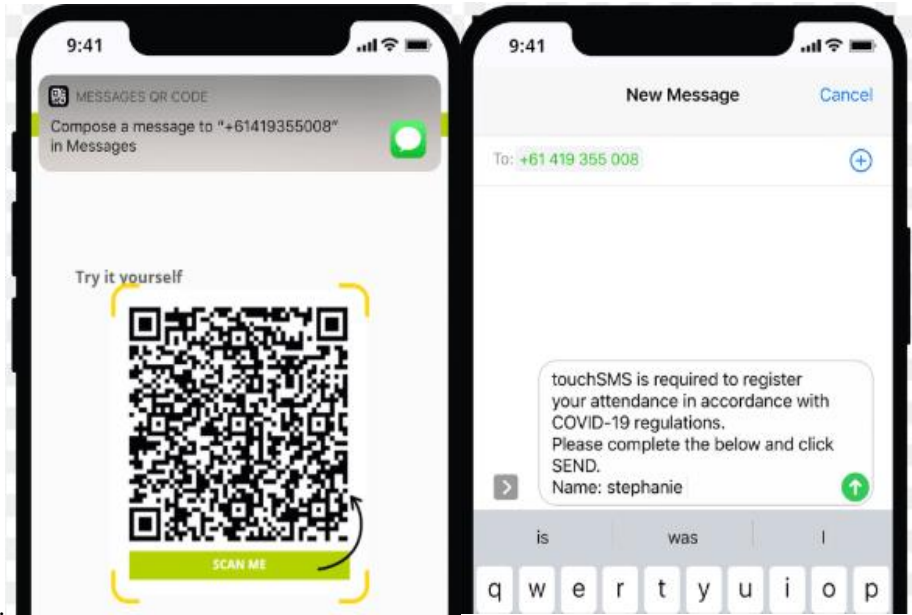 9:41
MESSAGES QR CODE
Compose a message to "+61419355008"
in Messages
Try it yourself
SCAN ME
9:41
New Message
Cancel
To: +61 419 355 008
touchSMS is required to register
your attendance in accordance with
COVID-19 regulations.
Please complete the below and click
SEND.
Name: stephanie
is was I
q w e r t y u i o p
.